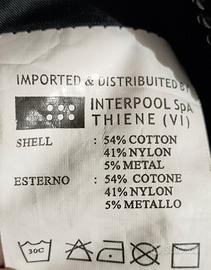 IMPORTED & DISTRIBUTED
INTERPOOL SpA
THIENE (VI)
SHELL : 54% COTTON
41% NYLON
5% METAL
ESTERNO : 54% COTONE
41% NYLON
5% METALLO
30C